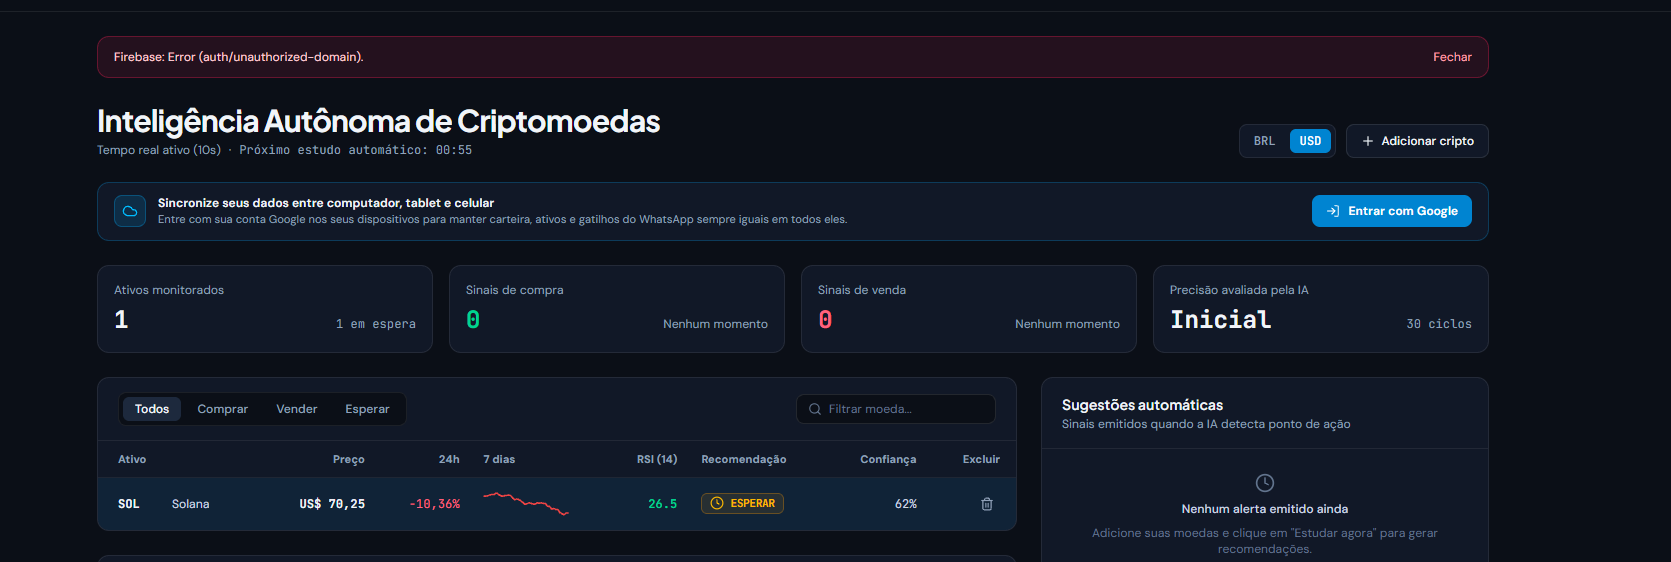 Firebase: Error (auth/unauthorized-domain).
Fechar
Inteligência Autônoma de Criptomoedas
Tempo real ativo (10s) · Próximo estudo automático: 00:55
BRL USD
Adicionar cripto
Sincronize seus dados entre computador, tablet e celular
Entre com sua conta Google nos seus dispositivos para manter carteira, ativos e gatilhos do WhatsApp sempre iguais em todos eles.
Entrar com Google
Ativos monitorados
1
1 em espera
Sinais de compra
0
Nenhum momento
Sinais de venda
0
Nenhum momento
Precisão avaliada pela IA
Inicial
30 ciclos
Todos Comprar Vender Esperar
Filtrar moeda...
Ativo Preço 24h 7 dias RSI (14) Recomendação Confiança Excluir
SOL Solana US$ 70,25 -10,36% 26.5 ESPERAR 62%
Sugestões automáticas
Sinais emitidos quando a IA detecta ponto de ação
Nenhum alerta emitido ainda
Adicione suas moedas e clique em "Estudar agora" para gerar
recomendações.